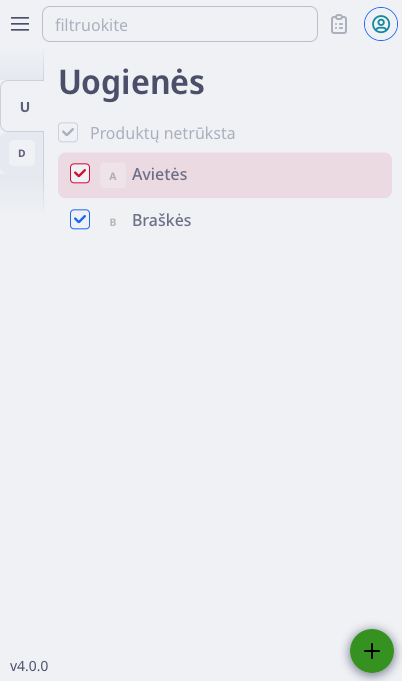 filtruokite
Uogienės
U
Produktų netrūksta
D
A Avietės
B Braškės
v4.0.0